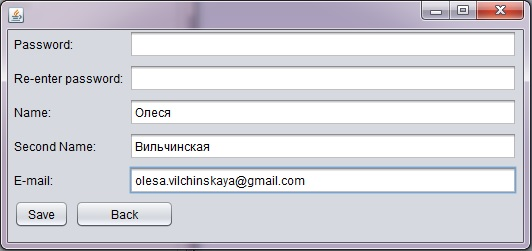 Password:
Re-enter password:
Name: Олеся
Second Name: Вильчинская
E-mail: olesa.vilchinskaya@gmail.com
Save Back